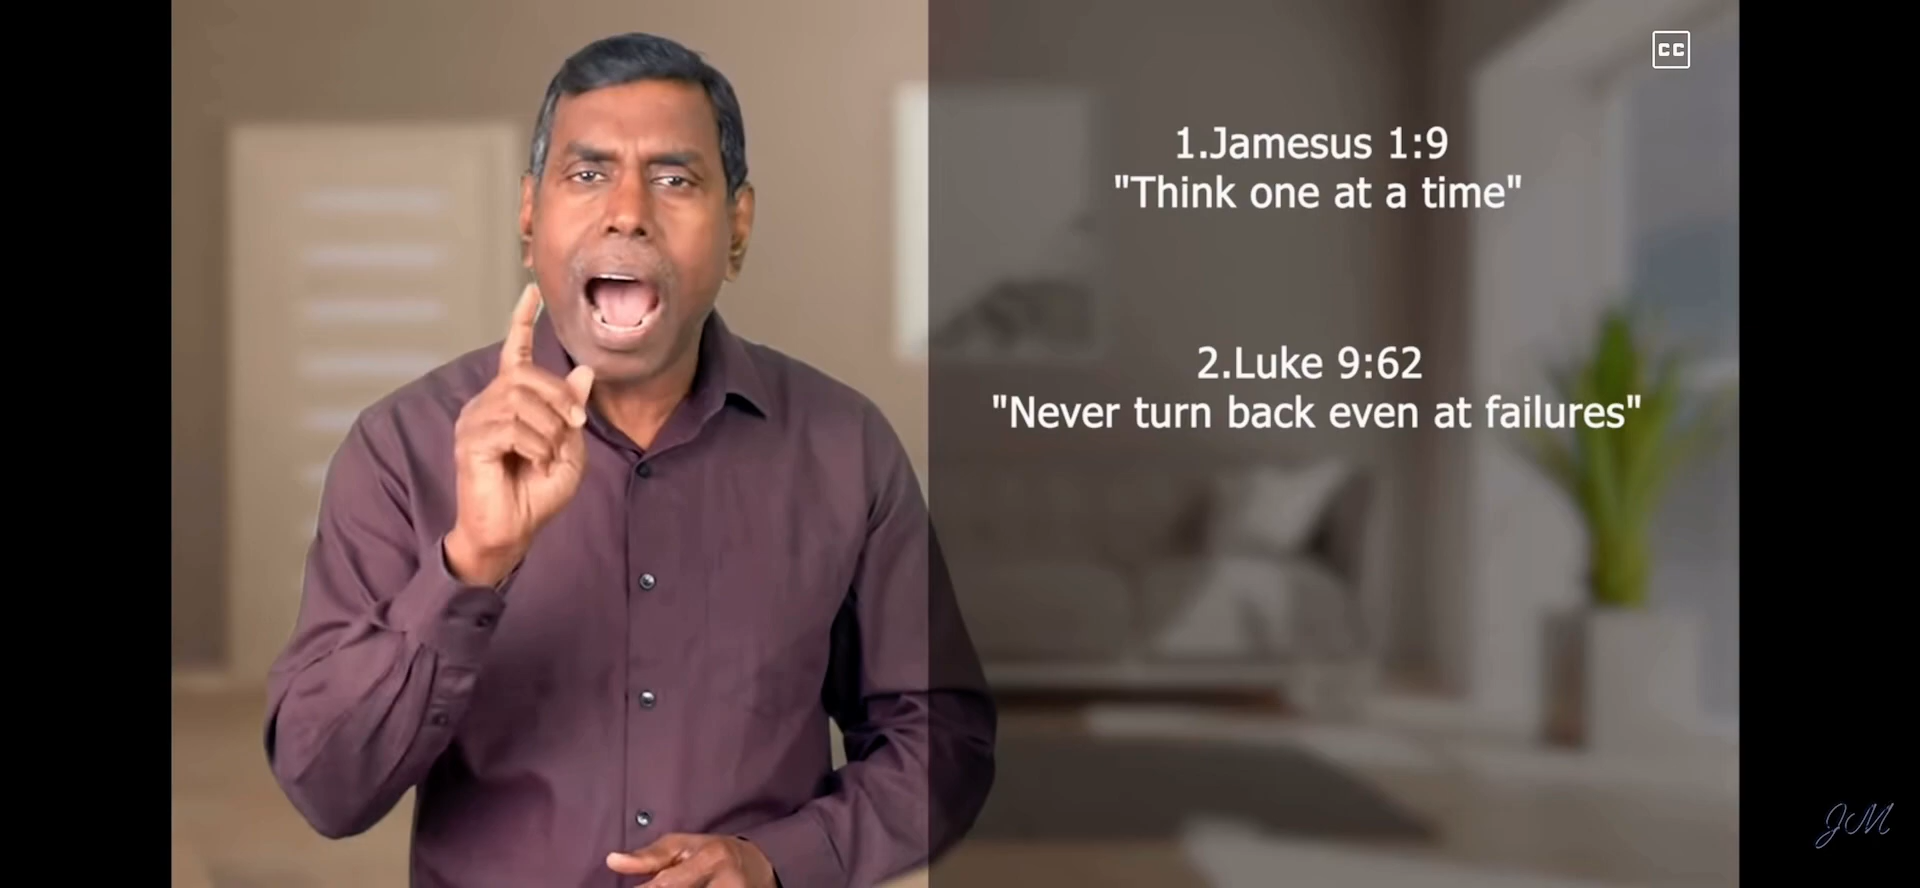 CC
1.Jamesus 1:9
"Think one at a time"
2.Luke 9:62
"Never turn back even at failures"
JM